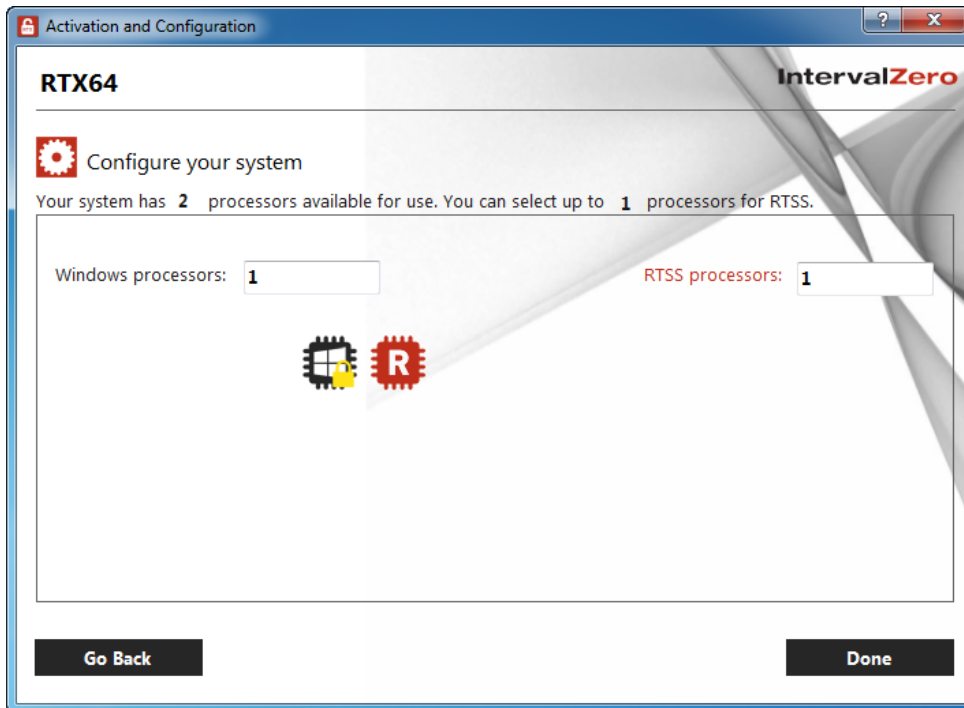 Activation and Configuration
?
RTX64
IntervalZero
Configure your system
Your system has 2 processors available for use. You can select up to 1 processors for RTSS.
Windows processors: 1
RTSS processors: 1
R
Go Back
Done